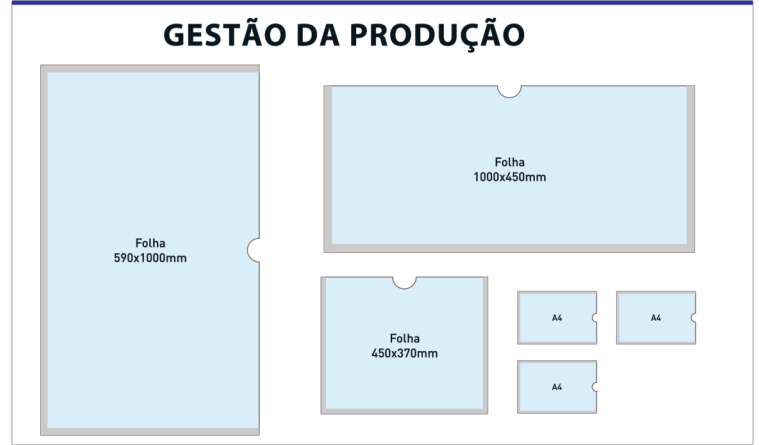 GESTÃO DA PRODUÇÃO
Folha
590x1000mm
Folha
1000x450mm
Folha
450x370mm
A4
A4
A4